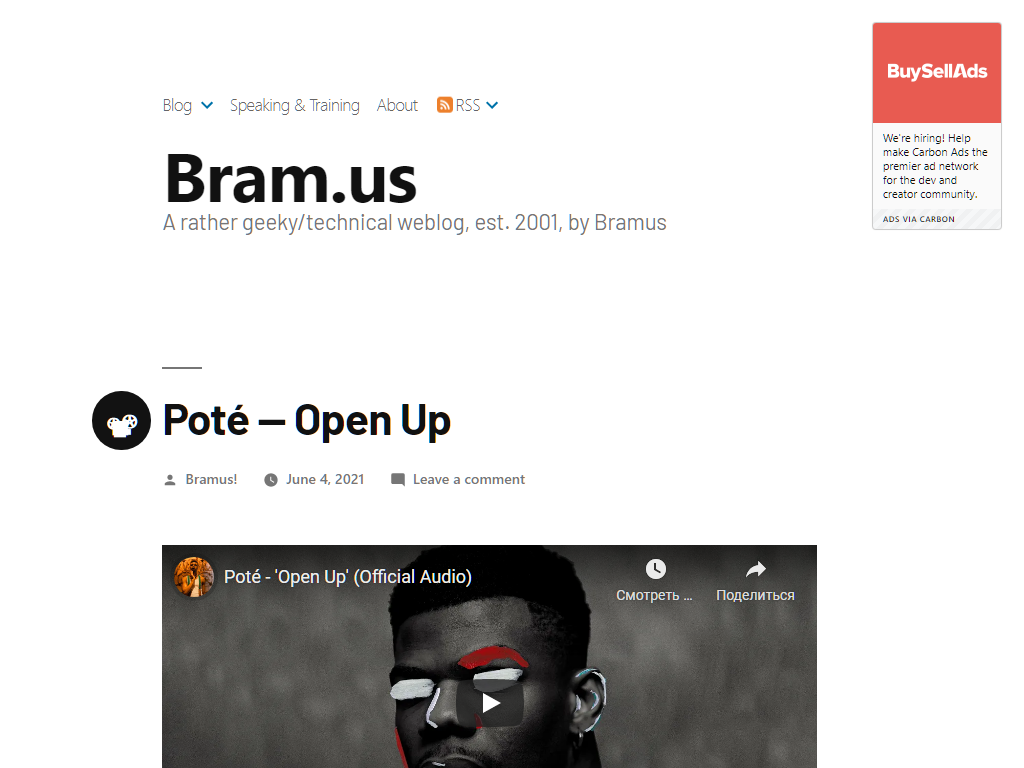 Blog
Speaking & Training
About
RSS
Bram.us
A rather geeky/technical weblog, est. 2001, by Bramus
BuySellAds
We're hiring! Help
make Carbon Ads the
premier ad network
for the dev and
creator community.
ADS VIA CARBON
Poté – Open Up
Bramus!
June 4, 2021
Leave a comment
Poté - 'Open Up' (Official Audio)
Смотреть ...
Поделиться